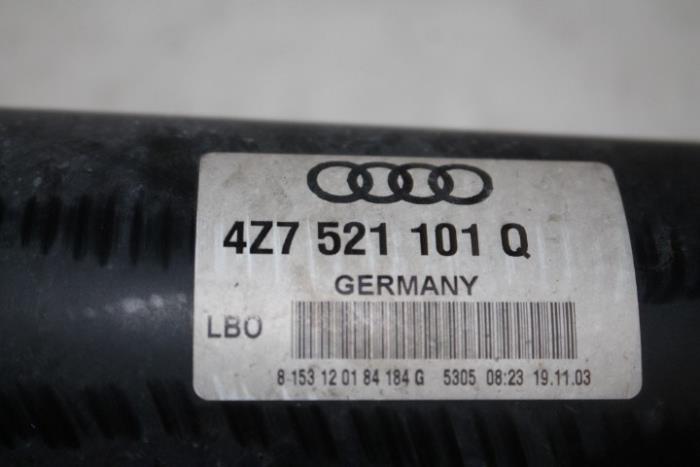 4Z7 521 101 Q
GERMANY
LBO
8 153 12 01 84 184 G 5305 08:23 19.11.03